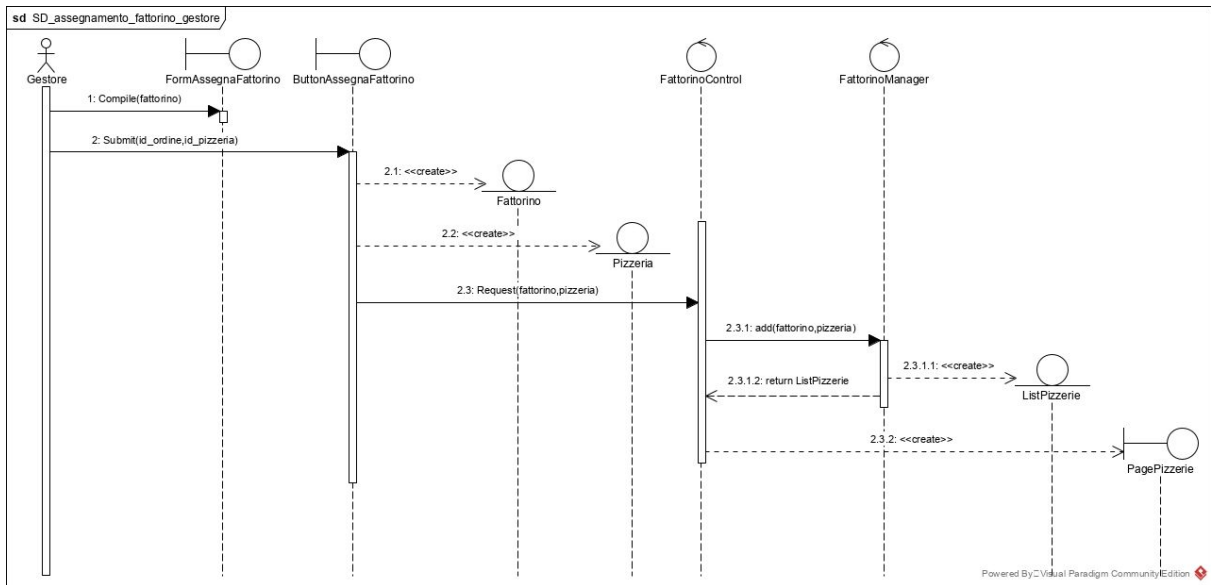 sd SD_assegnamento_fattorino_gestore
Gestore
FormAssegnaFattorino
ButtonAssegnaFattorino
FattorinoControl
FattorinoManager
1: Compile(fattorino)
2: Submit(id_ordine,id_pizzeria)
2.1: <<create>>
Fattorino
2.2: <<create>>
Pizzeria
2.3: Request(fattorino,pizzeria)
2.3.1: add(fattorino,pizzeria)
2.3.1.1: <<create>>
2.3.1.2: return ListPizzerie
ListPizzerie
2.3.2: <<create>>
PagePizzerie
Powered By Visual Paradigm Community Edition